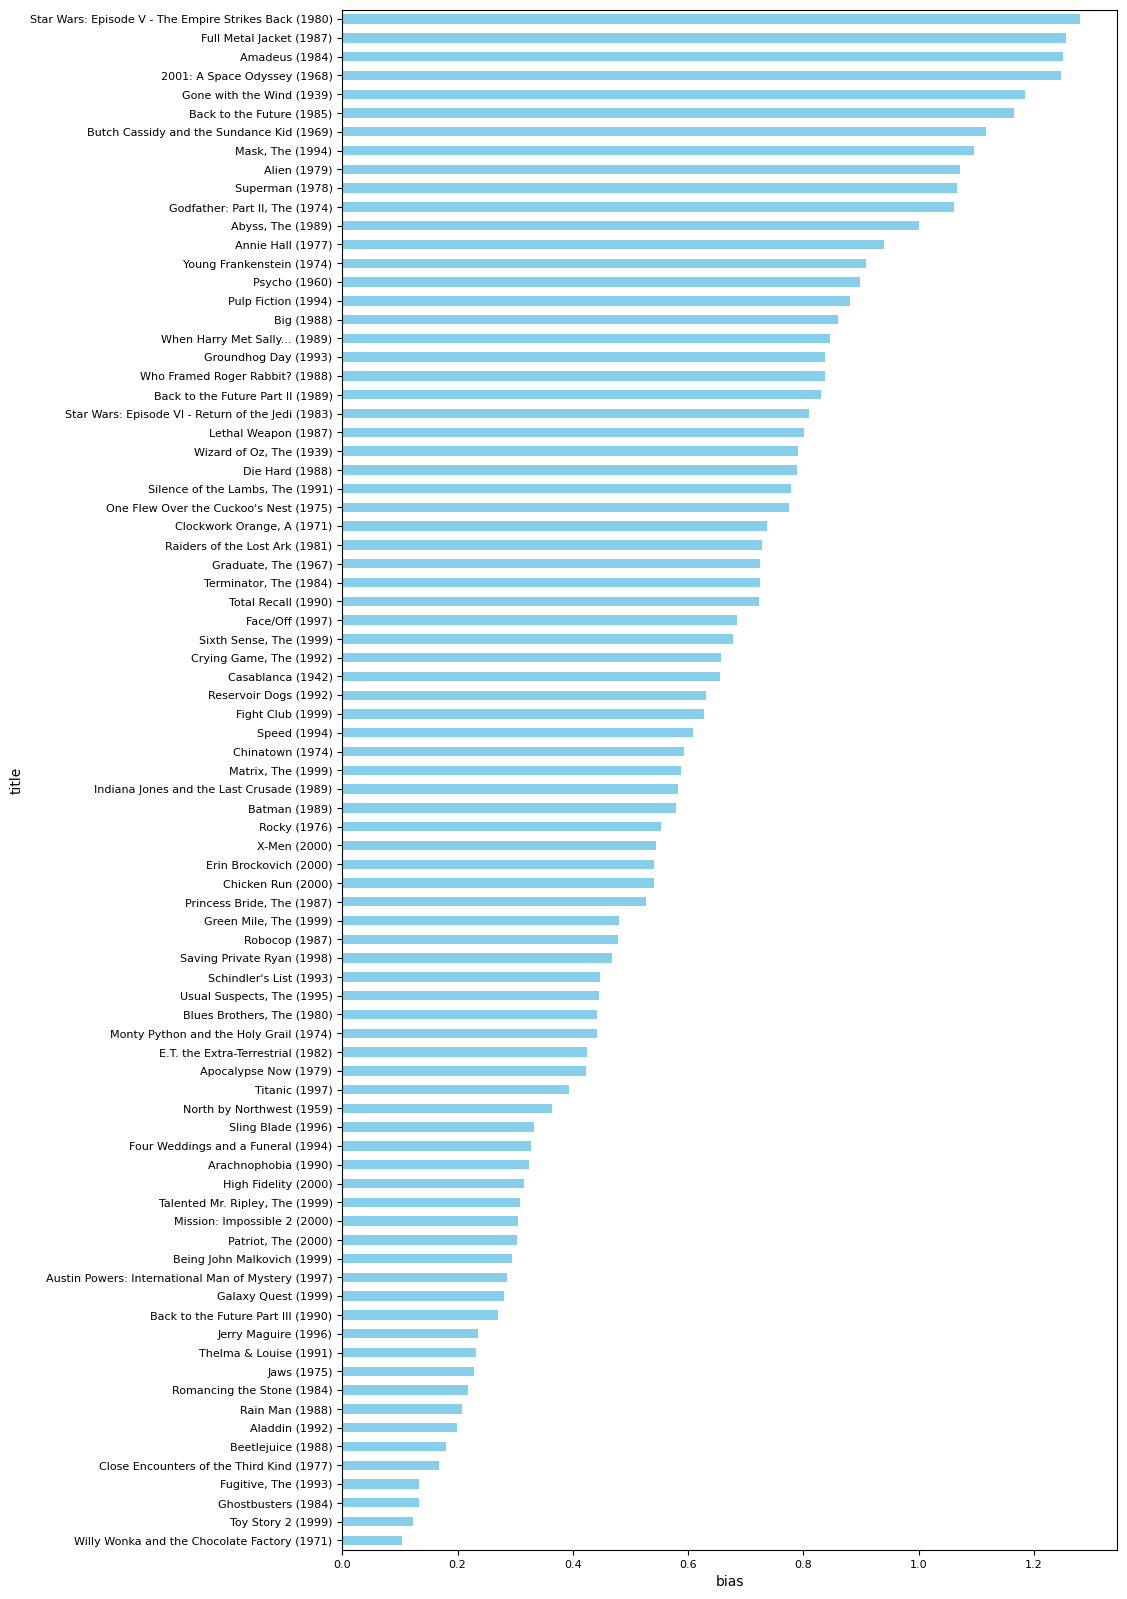 Star Wars: Episode V - The Empire Strikes Back (1980)
Full Metal Jacket (1987)
Amadeus (1984)
2001: A Space Odyssey (1968)
Gone with the Wind (1939)
Back to the Future (1985)
Butch Cassidy and the Sundance Kid (1969)
Mask, The (1994)
Alien (1979)
Superman (1978)
Godfather: Part II, The (1974)
Abyss, The (1989)
Annie Hall (1977)
Young Frankenstein (1974)
Psycho (1960)
Pulp Fiction (1994)
Big (1988)
When Harry Met Sally... (1989)
Groundhog Day (1993)
Who Framed Roger Rabbit? (1988)
Back to the Future Part II (1989)
Star Wars: Episode VI - Return of the Jedi (1983)
Lethal Weapon (1987)
Wizard of Oz, The (1939)
Die Hard (1988)
Silence of the Lambs, The (1991)
One Flew Over the Cuckoo's Nest (1975)
Clockwork Orange, A (1971)
Raiders of the Lost Ark (1981)
Graduate, The (1967)
Terminator, The (1984)
Total Recall (1990)
Face/Off (1997)
Sixth Sense, The (1999)
Crying Game, The (1992)
Casablanca (1942)
Reservoir Dogs (1992)
Fight Club (1999)
Speed (1994)
Chinatown (1974)
Matrix, The (1999)
Indiana Jones and the Last Crusade (1989)
Batman (1989)
Rocky (1976)
X-Men (2000)
Erin Brockovich (2000)
Chicken Run (2000)
Princess Bride, The (1987)
Green Mile, The (1999)
Robocop (1987)
Saving Private Ryan (1998)
Schindler's List (1993)
Usual Suspects, The (1995)
Blues Brothers, The (1980)
Monty Python and the Holy Grail (1974)
E.T. the Extra-Terrestrial (1982)
Apocalypse Now (1979)
Titanic (1997)
North by Northwest (1959)
Sling Blade (1996)
Four Weddings and a Funeral (1994)
Arachnophobia (1990)
High Fidelity (2000)
Talented Mr. Ripley, The (1999)
Mission: Impossible 2 (2000)
Patriot, The (2000)
Being John Malkovich (1999)
Austin Powers: International Man of Mystery (1997)
Galaxy Quest (1999)
Back to the Future Part III (1990)
Jerry Maguire (1996)
Thelma & Louise (1991)
Jaws (1975)
Romancing the Stone (1984)
Rain Man (1988)
Aladdin (1992)
Beetlejuice (1988)
Close Encounters of the Third Kind (1977)
Fugitive, The (1993)
Ghostbusters (1984)
Toy Story 2 (1999)
Willy Wonka and the Chocolate Factory (1971)
title
0.0 0.2 0.4 0.6 0.8 1.0 1.2
bias